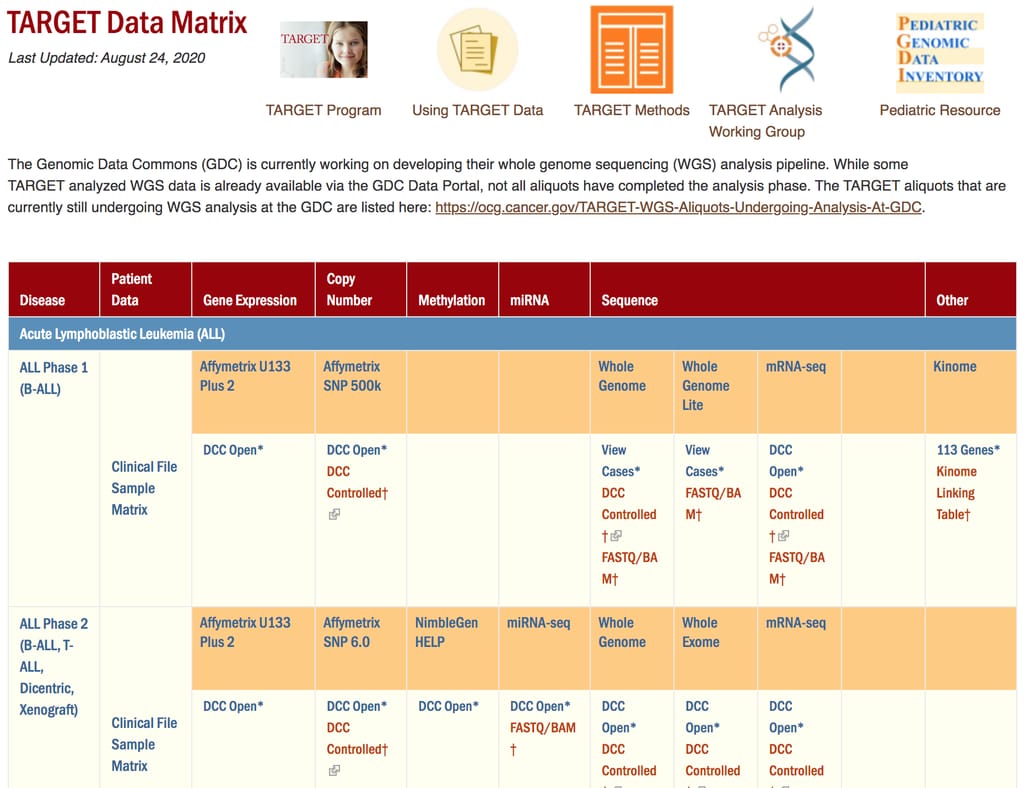 TARGET Data Matrix
Last Updated: August 24, 2020
TARGET
PEDIATRIC
GENOMIC
DATA
INVENTORY
TARGET Program
Using TARGET Data
TARGET Methods
TARGET Analysis
Working Group
Pediatric Resource
The Genomic Data Commons (GDC) is currently working on developing their whole genome sequencing (WGS) analysis pipeline. While some
TARGET analyzed WGS data is already available via the GDC Data Portal, not all aliquots have completed the analysis phase. The TARGET aliquots that are
currently still undergoing WGS analysis at the GDC are listed here: https://ocg.cancer.gov/TARGET-WGS-Aliquots-Undergoing-Analysis-At-GDC.
Disease
Patient
Data
Gene Expression
Copy
Number
Methylation
miRNA
Sequence
Other
Acute Lymphoblastic Leukemia (ALL)
ALL Phase 1
(B-ALL)
Clinical File
Sample
Matrix
Affymetrix U133
Plus 2
Affymetrix
SNP 500k
Whole
Genome
Whole
Genome
Lite
mRNA-seq
Kinome
DCC Open*
DCC Open*
DCC
Controlled†
View
Cases*
DCC
Controlled
†
FASTQ/BA
M†
View
Cases*
FASTQ/BA
M†
DCC
Open*
DCC
Controlled
†
FASTQ/BA
M†
113 Genes*
Kinome
Linking
Table†
ALL Phase 2
(B-ALL, T-
ALL,
Dicentric,
Xenograft)
Clinical File
Sample
Matrix
Affymetrix U133
Plus 2
Affymetrix
SNP 6.0
NimbleGen
HELP
miRNA-seq
Whole
Genome
Whole
Exome
mRNA-seq
DCC Open*
DCC Open*
DCC
Controlled†
DCC Open*
DCC Open*
FASTQ/BAM
†
DCC
Open*
DCC
Controlled
DCC
Open*
DCC
Controlled
DCC
Open*
DCC
Controlled